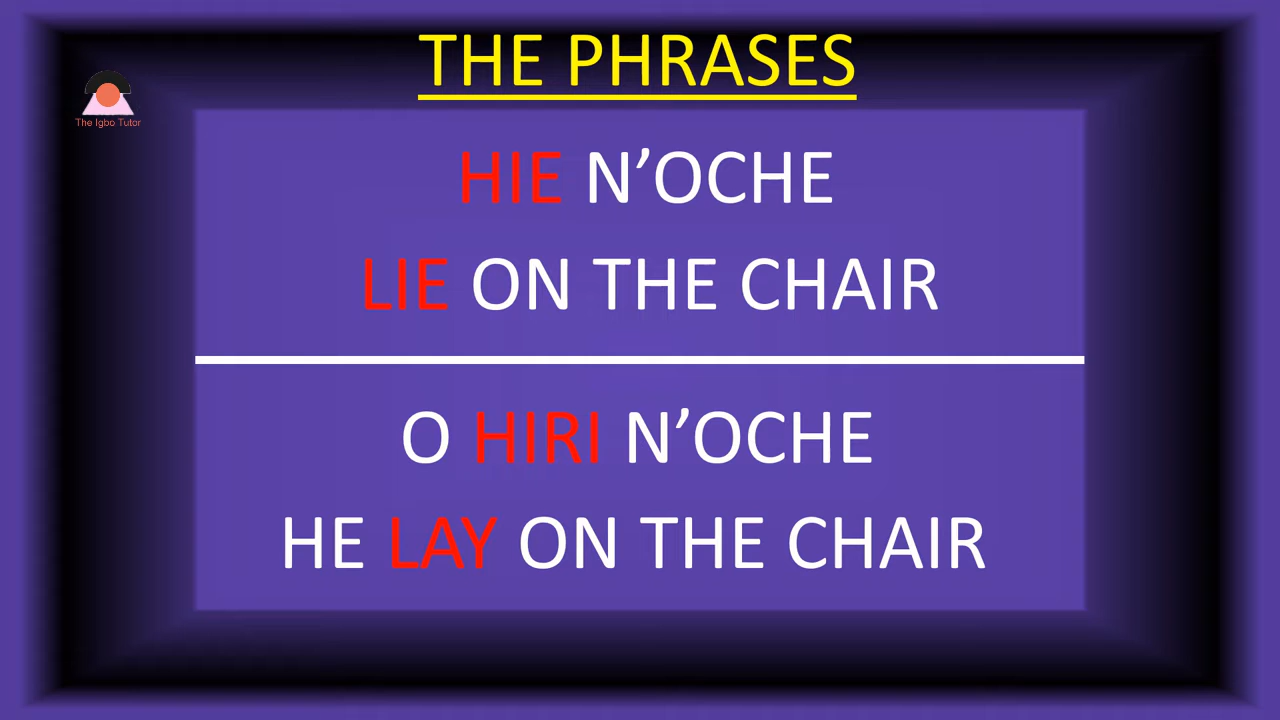 THE PHRASES
The Igbo Tutor
HIE N’OCHE
LIE ON THE CHAIR
O HIRI N’OCHE
HE LAY ON THE CHAIR